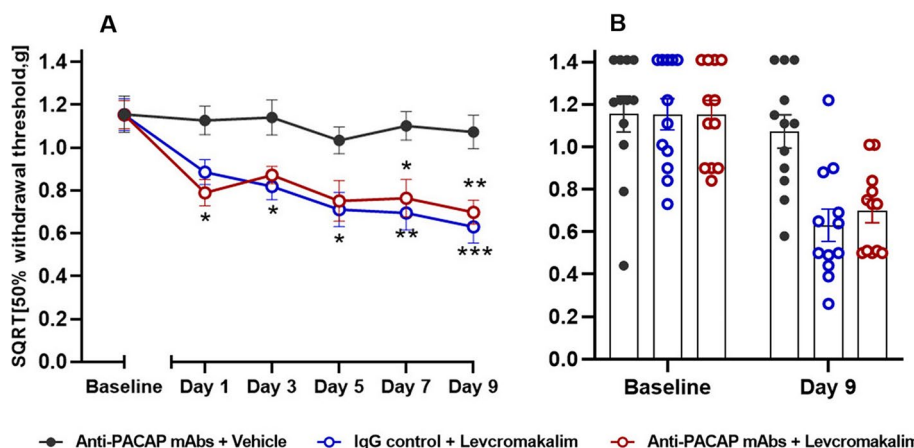 A
SQRT[50% withdrawal threshold,g]
1.4
1.2
1.0
0.8
0.6
0.4
0.2
0.0
*
*
*
*
**
**
***
Baseline
Day 1
Day 3
Day 5
Day 7
Day 9
B
1.4
1.2
1.0
0.8
0.6
0.4
0.2
0.0
Baseline
Day 9
Anti-PACAP mAbs + Vehicle
IgG control + Levcromakalim
Anti-PACAP mAbs + Levcromakalim